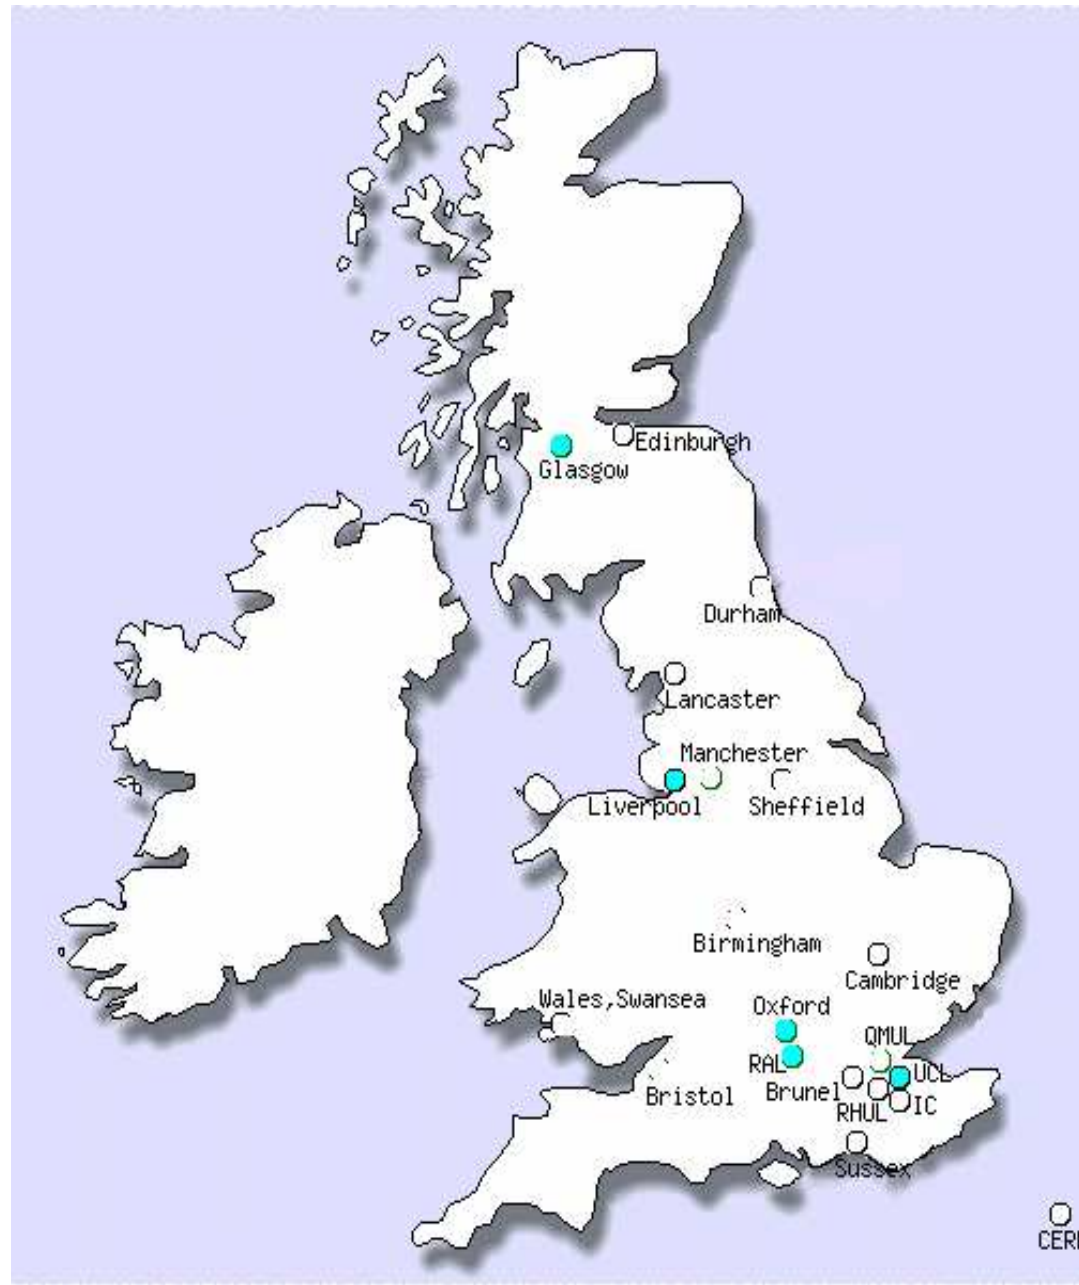 Edinburgh
Glasgow
Durham
Lancaster
Manchester
Liverpool
Sheffield
Birmingham
Cambridge
Wales,Swansea
Oxford
QMUL
RAL
UCL
Brunel
Bristol
RHUL
IC
Sussex